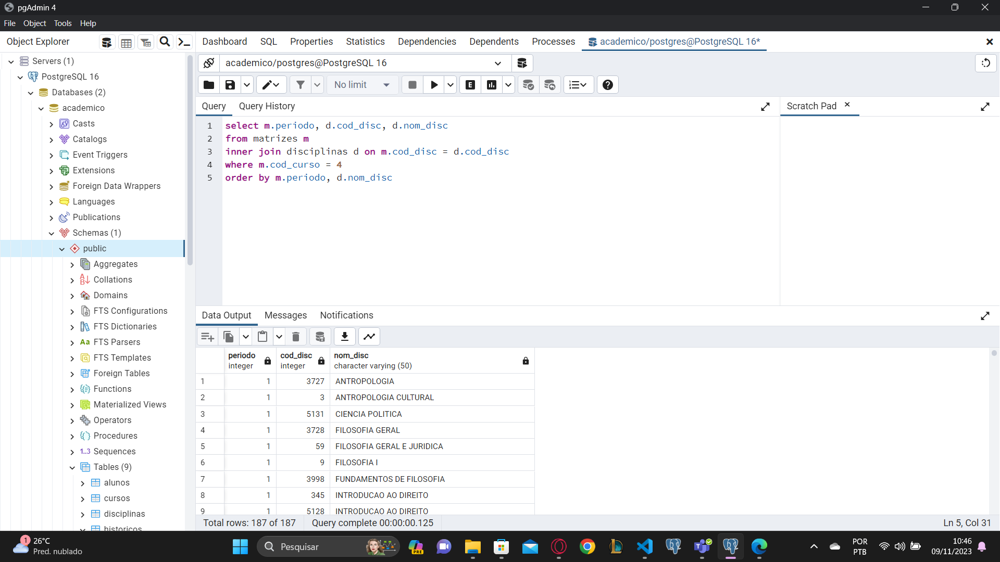 pgAdmin 4
File Object Tools Help
Object Explorer
Dashboard SQL Properties Statistics Dependencies Dependents Processes academico/postgres@PostgreSQL 16*
Servers (1)
PostgreSQL 16
Databases (2)
academico
Casts
Catalogs
Event Triggers
Extensions
Foreign Data Wrappers
Languages
Publications
Schemas (1)
public
Aggregates
Collations
Domains
FTS Configurations
FTS Dictionaries
Aa FTS Parsers
FTS Templates
Foreign Tables
Functions
Materialized Views
Operators
Procedures
1..3 Sequences
Tables (9)
alunos
cursos
disciplinas
historicos
academico/postgres@PostgreSQL 16
No limit
E
Query Query History
Scratch Pad
1 select m.periodo, d.cod_disc, d.nom_disc
2 from matrizes m
3 inner join disciplinas d on m.cod_disc = d.cod_disc
4 where m.cod_curso = 4
5 order by m.periodo, d.nom_disc
Data Output Messages Notifications
periodo cod_disc nom_disc
integer integer character varying (50)
1 1 3727 ANTROPOLOGIA
2 1 3 ANTROPOLOGIA CULTURAL
3 1 5131 CIENCIA POLITICA
4 1 3728 FILOSOFIA GERAL
5 1 59 FILOSOFIA GERAL E JURIDICA
6 1 9 FILOSOFIA I
7 1 3998 FUNDAMENTOS DE FILOSOFIA
8 1 345 INTRODUCAO AO DIREITO
9 1 5128 INTRODUCAO AO DIREITO
Total rows: 187 of 187 Query complete 00:00:00.125 Ln 5, Col 31
1 26°C
Pred. nublado
Pesquisar
PRE
POR
PTB
10:46
09/11/2023